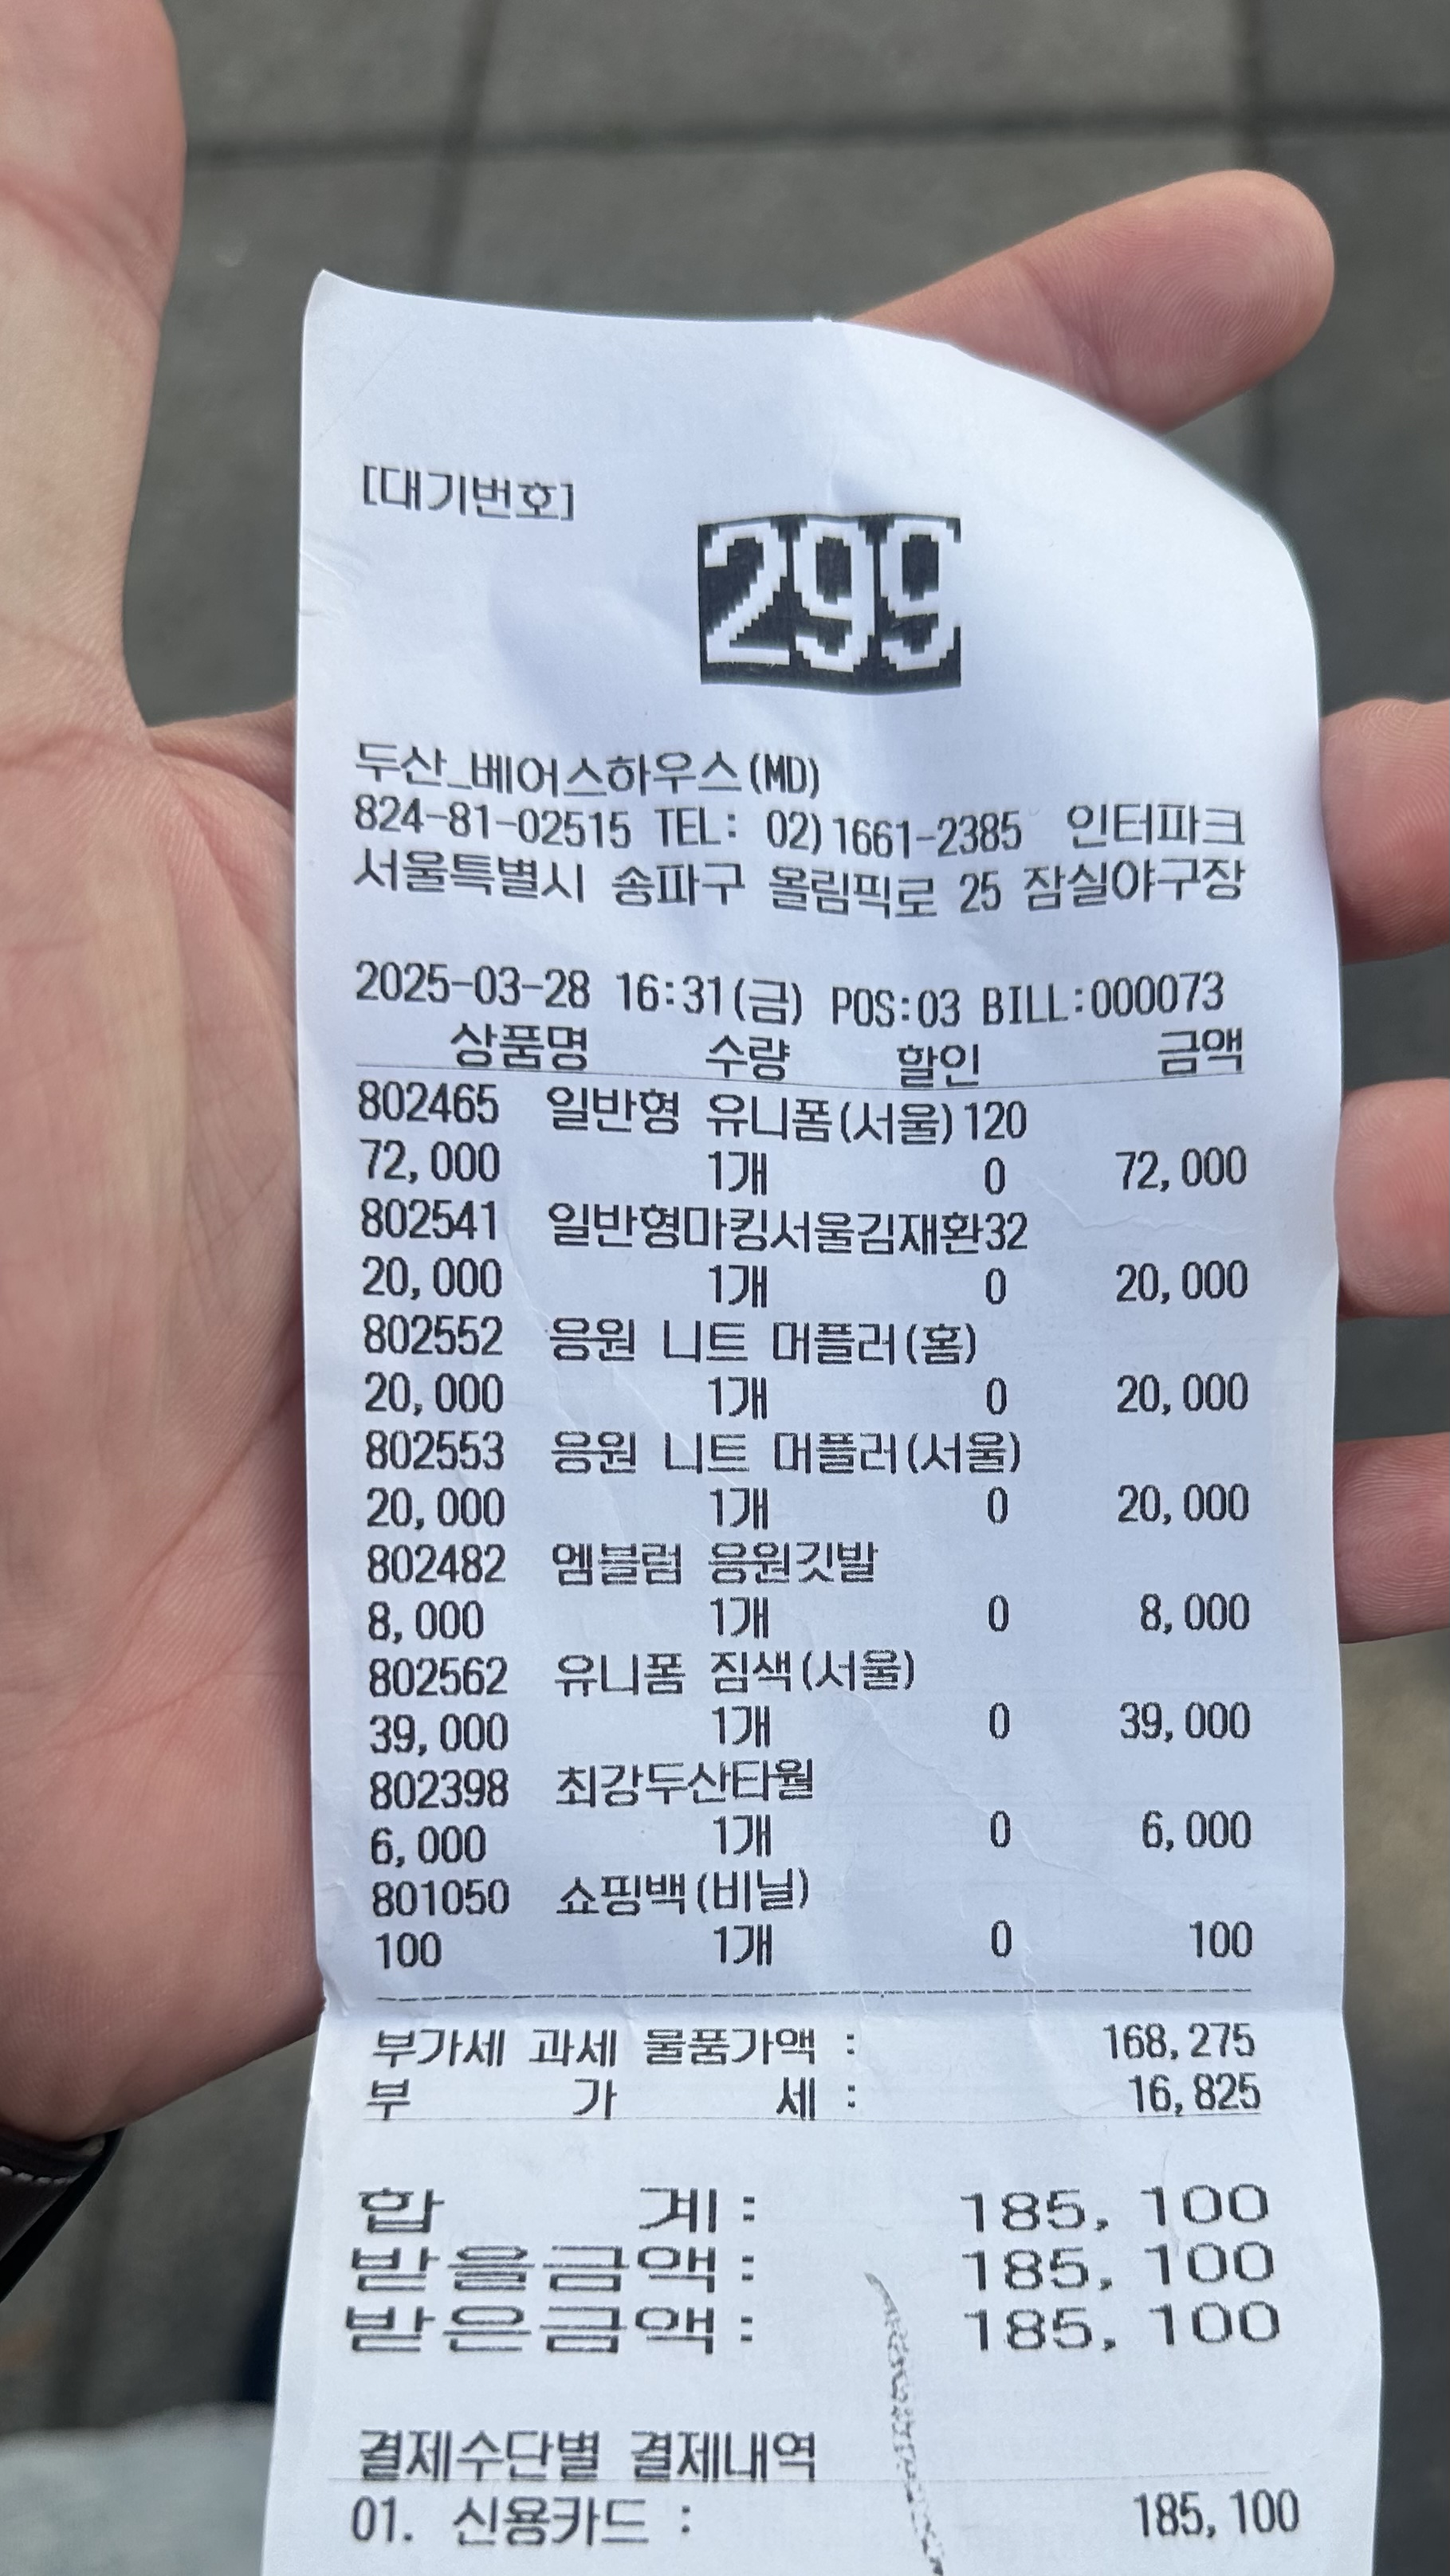 [대기번호]
299
두산_베어스하우스(MD)
824-81-02515 TEL: 02)1661-2385 인터파크
서울특별시 송파구 올림픽로 25 잠실야구장
2025-03-28 16:31(금) POS:03 BILL:000073
상품명 수량 할인 금액
802465 일반형 유니폼(서울)120
72,000 1개 0 72,000
802541 일반형마킹서울김재환32
20,000 1개 0 20,000
802552 응원 니트 머플러(홈)
20,000 1개 0 20,000
802553 응원 니트 머플러(서울)
20,000 1개 0 20,000
802482 엠블럼 응원깃발
8,000 1개 0 8,000
802562 유니폼 짐색(서울)
39,000 1개 0 39,000
802398 최강두산타월
6,000 1개 0 6,000
801050 쇼핑백(비닐)
100 1개 0 100
부가세 과세 물품가액 : 168,275
부 가 세 : 16,825
합 계: 185,100
받을금액: 185,100
받은금액: 185,100
결제수단별 결제내역
01. 신용카드 : 185,100